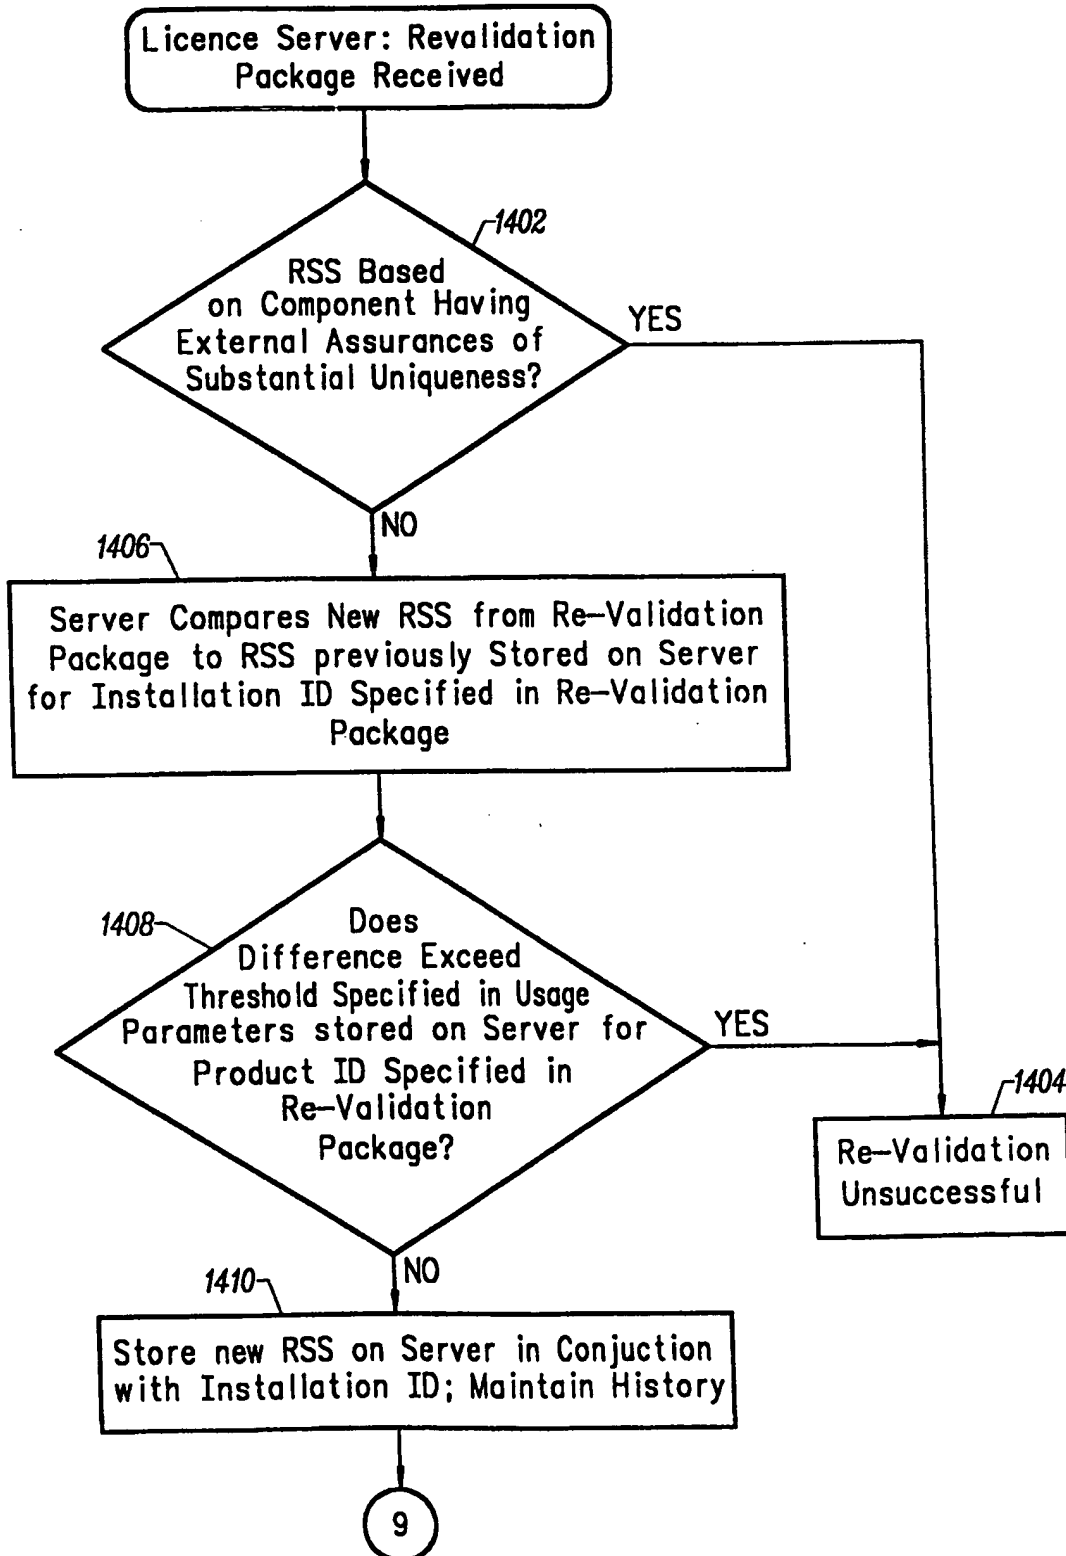 Licence Server: Revalidation
Package Received
1402
RSS Based
on Component Having
External Assurances of
Substantial Uniqueness?
YES
NO
1406
Server Compares New RSS from Re-Validation
Package to RSS previously Stored on Server
for Installation ID Specified in Re-Validation
Package
1408
Does
Difference Exceed
Threshold Specified in Usage
Parameters stored on Server for
Product ID Specified in
Re-Validation
Package?
YES
1404
Re-Validation
Unsuccessful
NO
1410
Store new RSS on Server in Conjuction
with Installation ID; Maintain History
9